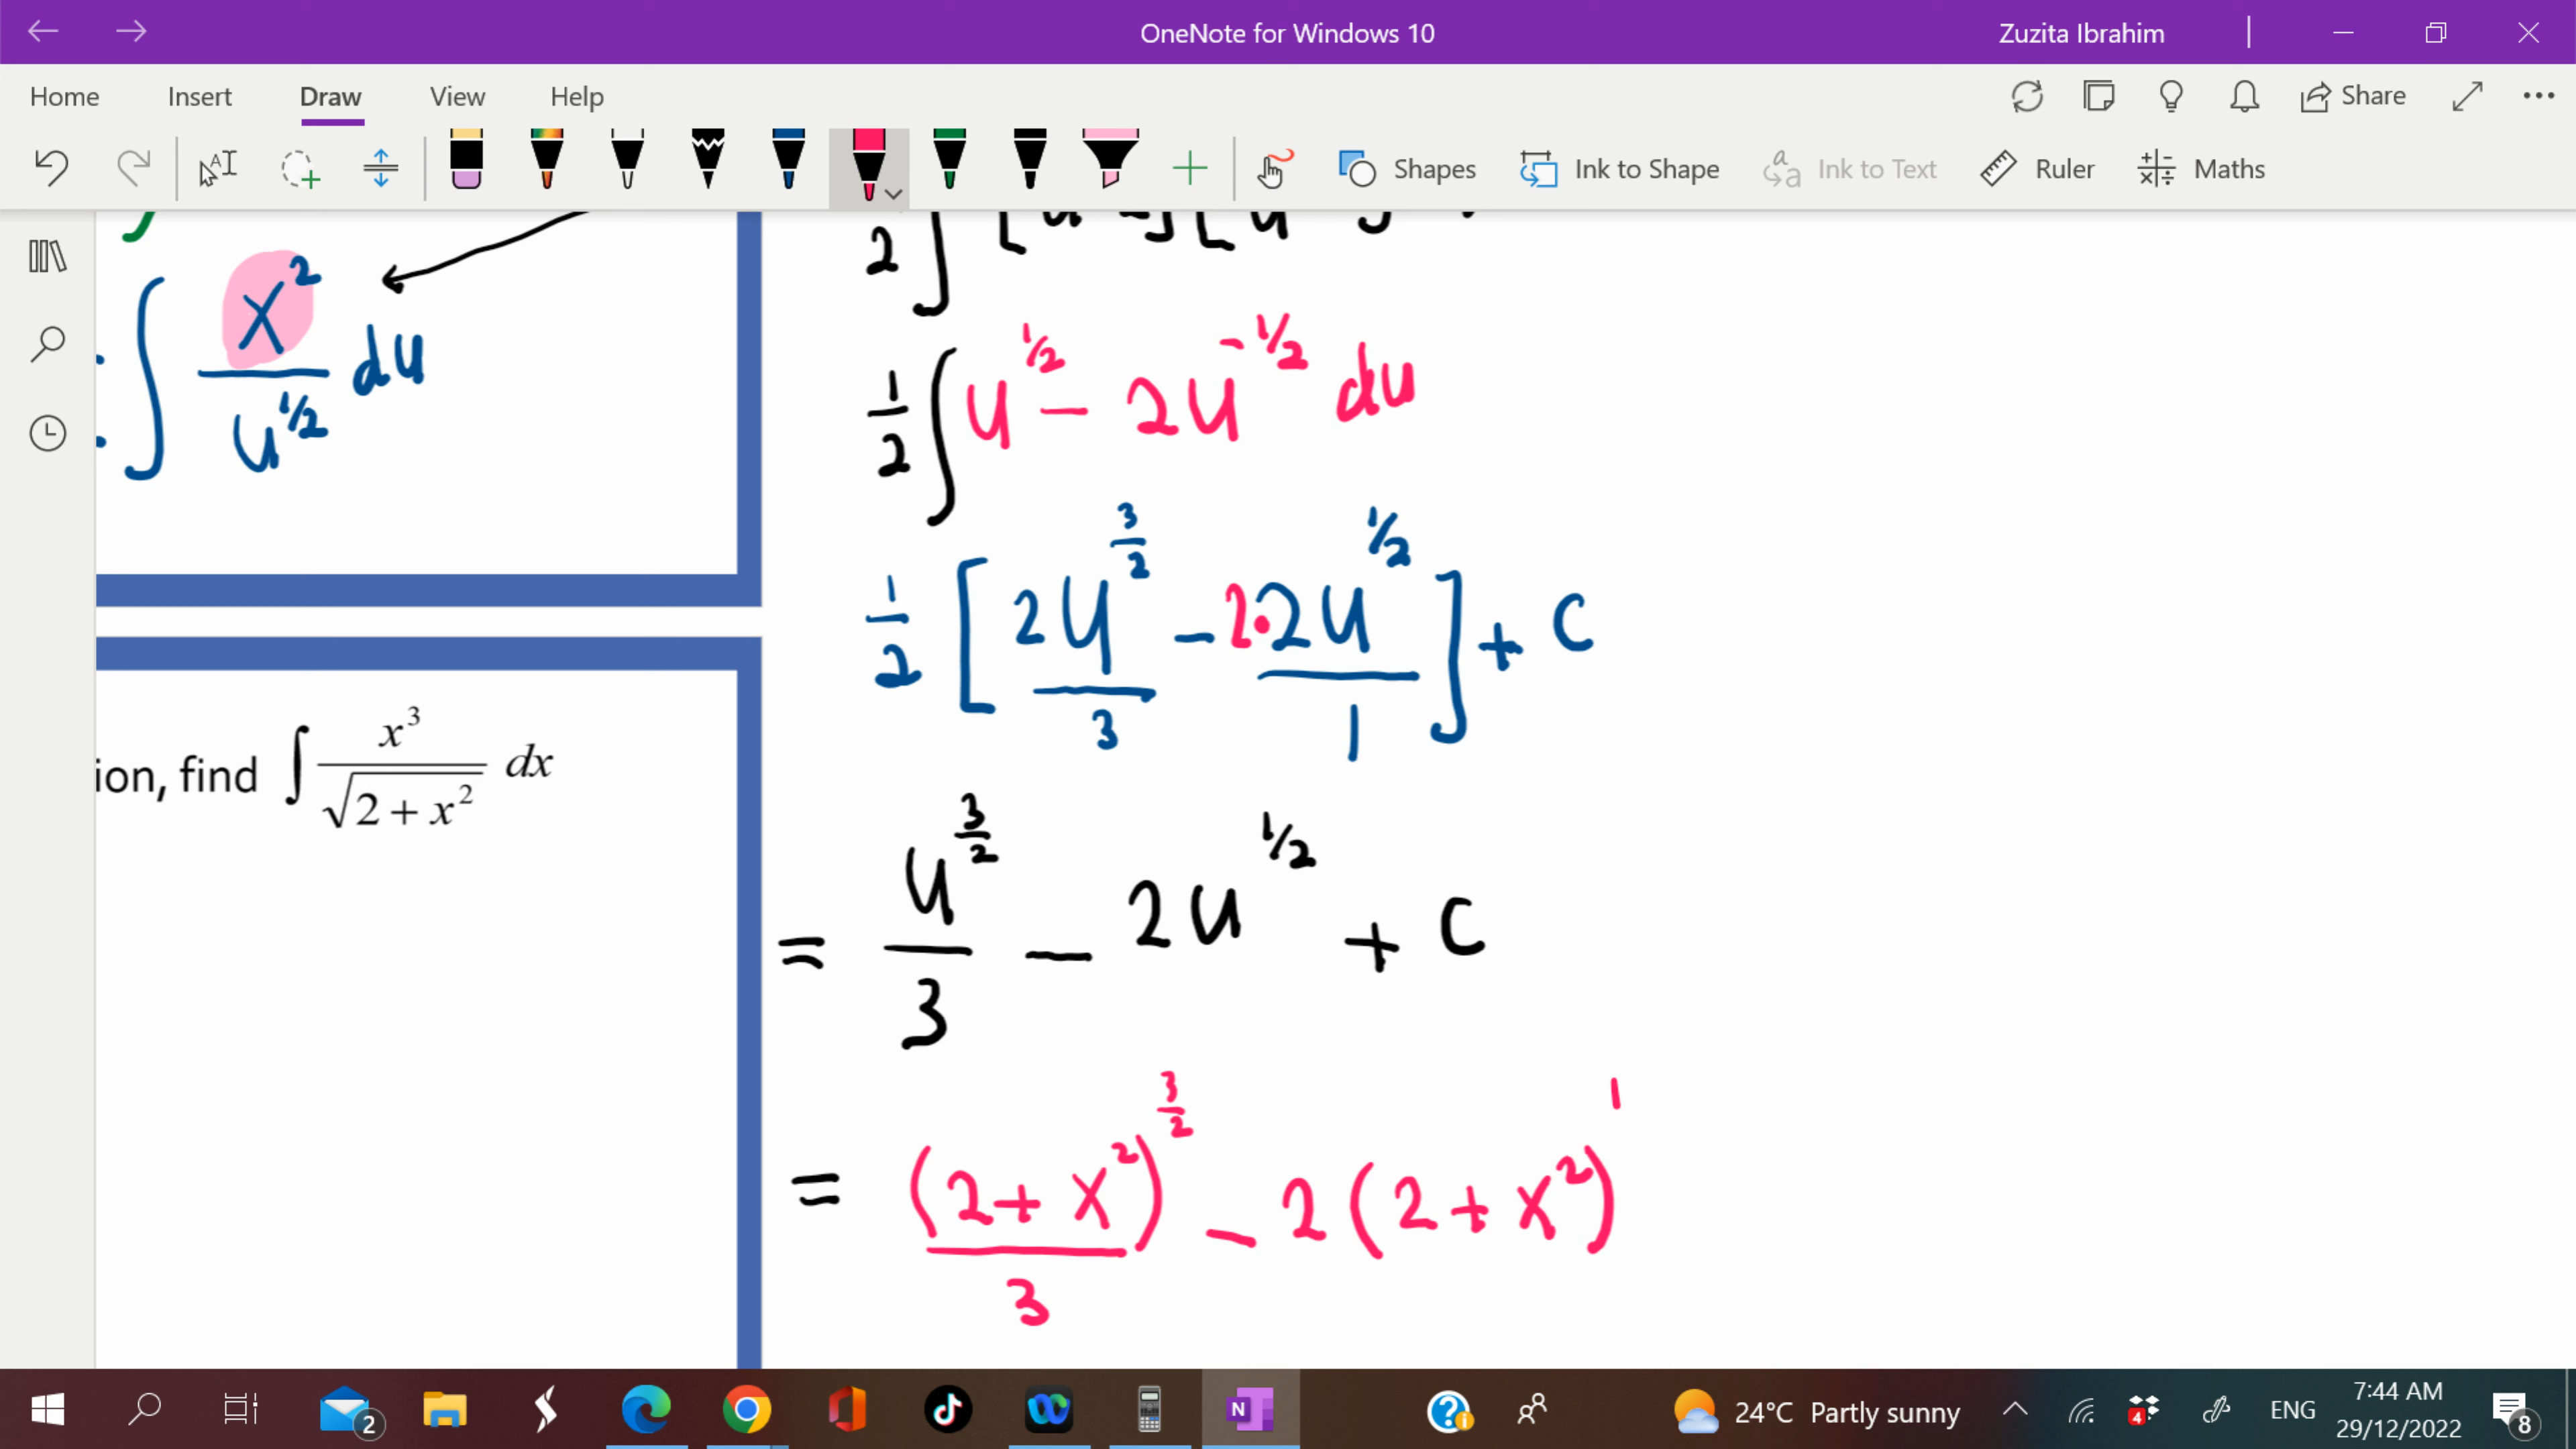 OneNote for Windows 10
Zuzita Ibrahim
Home Insert Draw View Help
Share
Shapes Ink to Shape Ink to Text Ruler Maths
∫ x² / u^1/2 du
ion, find ∫ x³ / √(2 + x²) dx
1/2 ∫ u^1/2 - 2u^-1/2 du
1/2 [ 2u^3/2 / 3 - 2·2u^1/2 / 1 ] + c
= u^3/2 / 3 - 2u^1/2 + c
= (2 + x²)^3/2 / 3 - 2(2 + x²)^1
2
N
24°C Partly sunny
4
ENG
7:44 AM
29/12/2022
8